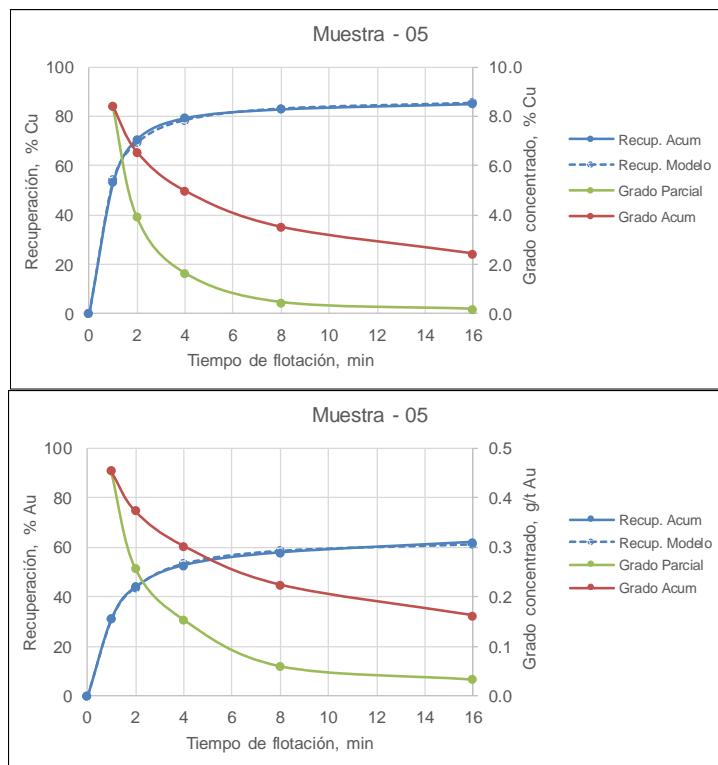 Muestra - 05
100
80
60
40
20
0
Recuperación, % Cu
10.0
8.0
6.0
4.0
2.0
0.0
Grado concentrado, % Cu
0 2 4 6 8 10 12 14 16
Tiempo de flotación, min
Recup. Acum
Recup. Modelo
Grado Parcial
Grado Acum
Muestra - 05
100
80
60
40
20
0
Recuperación, % Au
0.5
0.4
0.3
0.2
0.1
0.0
Grado concentrado, g/t Au
0 2 4 6 8 10 12 14 16
Tiempo de flotación, min
Recup. Acum
Recup. Modelo
Grado Parcial
Grado Acum